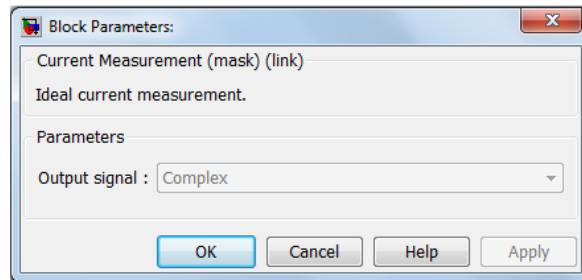 Block Parameters:
Current Measurement (mask) (link)
Ideal current measurement.
Parameters
Output signal : Complex
OK Cancel Help Apply